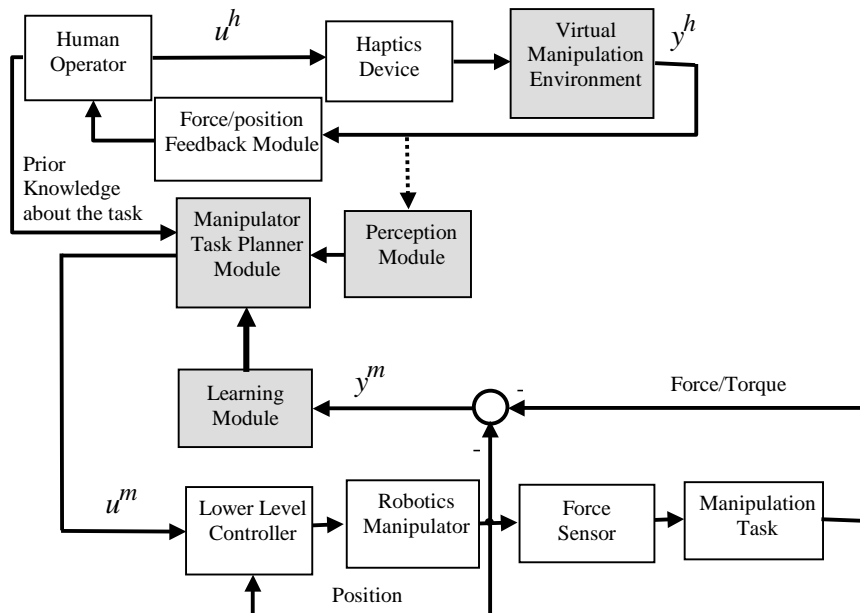 Human
Operator
u^h
Haptics
Device
Virtual
Manipulation
Environment
y^h
Force/position
Feedback Module
Prior
Knowledge
about the task
Manipulator
Task Planner
Module
Perception
Module
Learning
Module
y^m
-
Force/Torque
-
u^m
Lower Level
Controller
Robotics
Manipulator
Force
Sensor
Manipulation
Task
Position